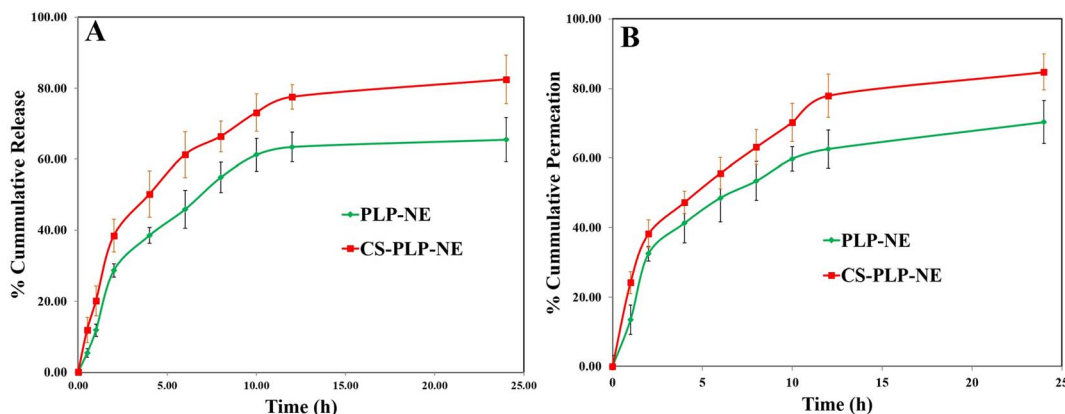 A
% Cummulative Release
100.00
80.00
60.00
40.00
20.00
0.00
PLP-NE
CS-PLP-NE
0.00 5.00 10.00 15.00 20.00 25.00
Time (h)
B
% Cummulative Permeation
100.00
80.00
60.00
40.00
20.00
0.00
PLP-NE
CS-PLP-NE
0 5 10 15 20 25
Time (h)